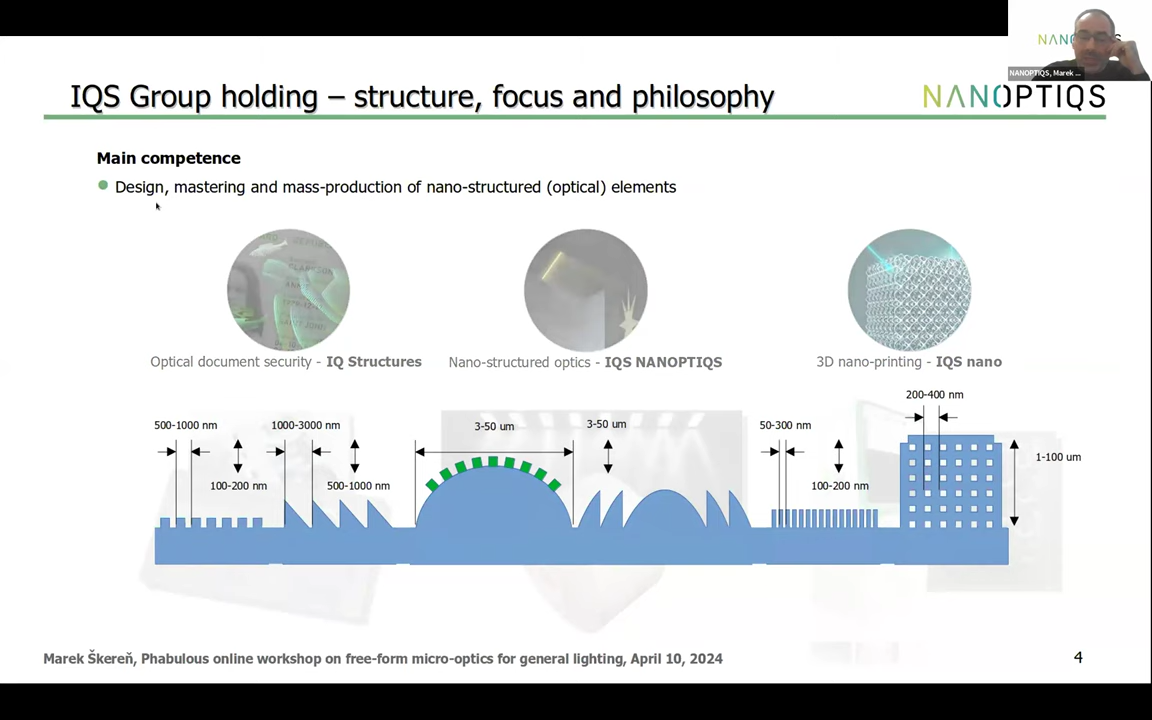 NANOPTIQS, Marek ...
IQS Group holding – structure, focus and philosophy
NANOPTIQS
Main competence
Design, mastering and mass-production of nano-structured (optical) elements
Optical document security - IQ Structures
Nano-structured optics - IQS NANOPTIQS
3D nano-printing - IQS nano
200-400 nm
500-1000 nm
1000-3000 nm
3-50 um
3-50 um
50-300 nm
1-100 um
100-200 nm
500-1000 nm
100-200 nm
Marek Škereň, Phabulous online workshop on free-form micro-optics for general lighting, April 10, 2024
4